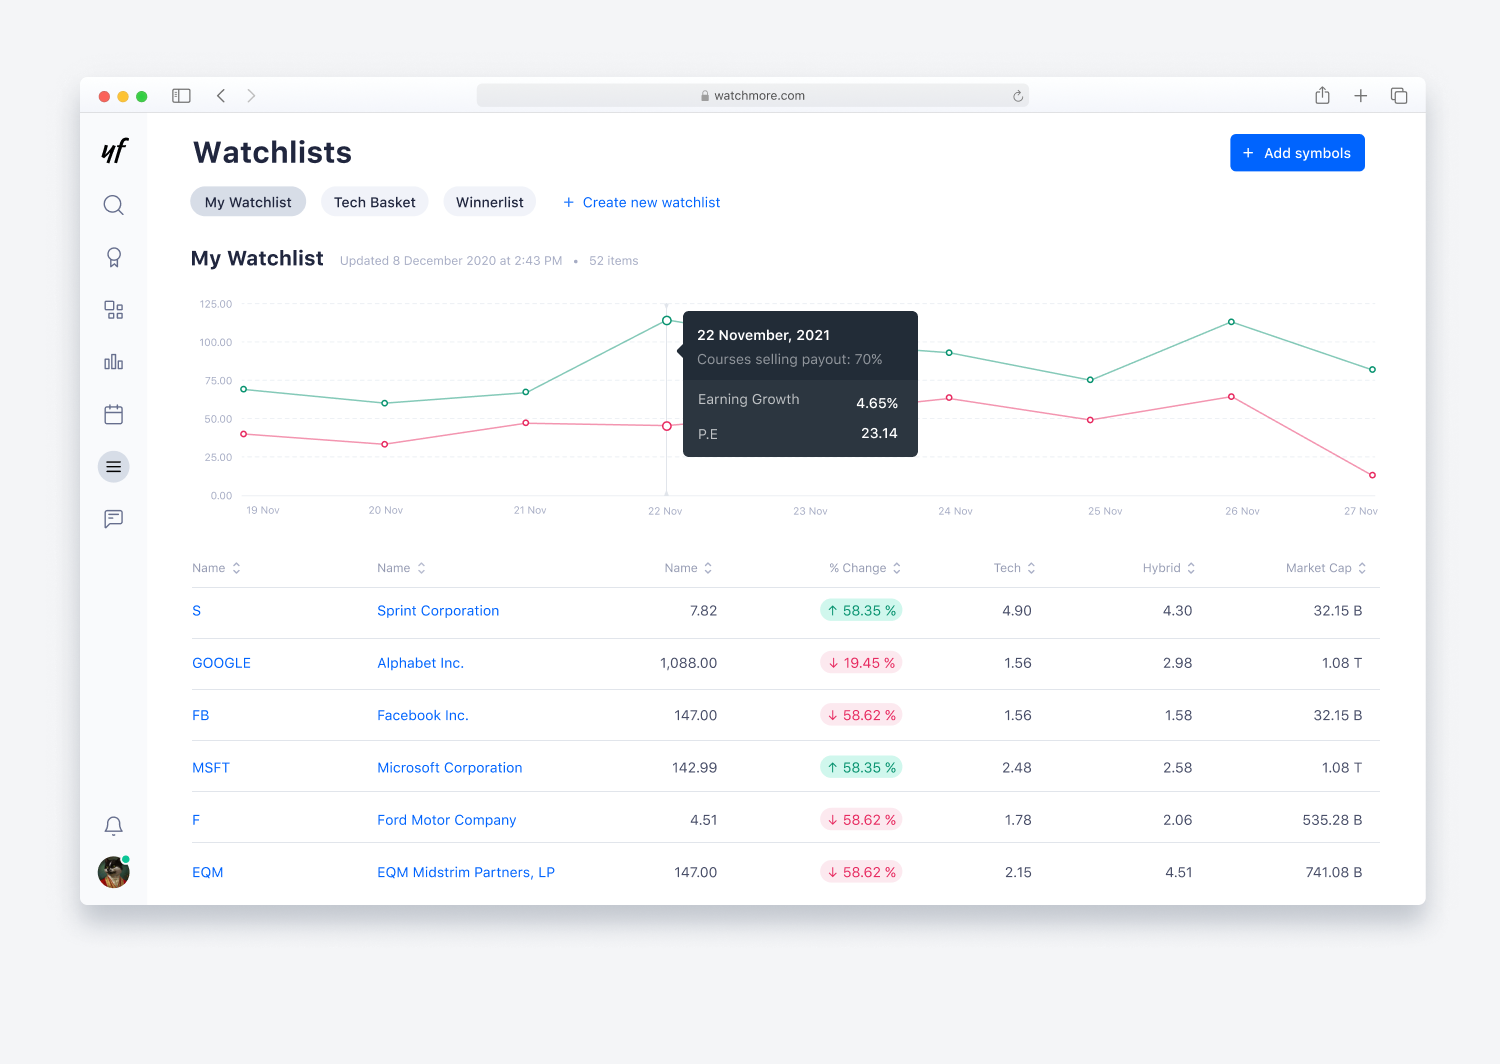 watchmore.com
yf
Watchlists
+ Add symbols
My Watchlist Tech Basket Winnerlist + Create new watchlist
My Watchlist Updated 8 December 2020 at 2:43 PM • 52 items
125.00
100.00
75.00
50.00
25.00
0.00
22 November, 2021
Courses selling payout: 70%
Earning Growth 4.65%
P.E 23.14
19 Nov 20 Nov 21 Nov 22 Nov 23 Nov 24 Nov 25 Nov 26 Nov 27 Nov
Name Name Name % Change Tech Hybrid Market Cap
S Sprint Corporation 7.82 ↑ 58.35 % 4.90 4.30 32.15 B
GOOGLE Alphabet Inc. 1,088.00 ↓ 19.45 % 1.56 2.98 1.08 T
FB Facebook Inc. 147.00 ↓ 58.62 % 1.56 1.58 32.15 B
MSFT Microsoft Corporation 142.99 ↑ 58.35 % 2.48 2.58 1.08 T
F Ford Motor Company 4.51 ↓ 58.62 % 1.78 2.06 535.28 B
EQM EQM Midstrim Partners, LP 147.00 ↓ 58.62 % 2.15 4.51 741.08 B